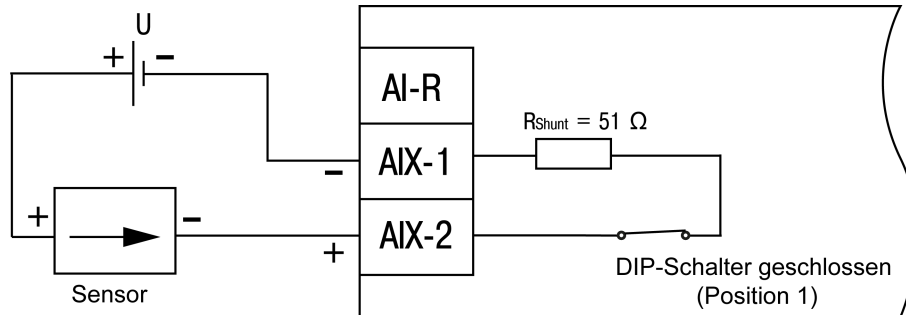 U
+ -
AI-R
RShunt = 51 Ω
AIX-1
-
+ -
AIX-2
+
Sensor
DIP-Schalter geschlossen
(Position 1)